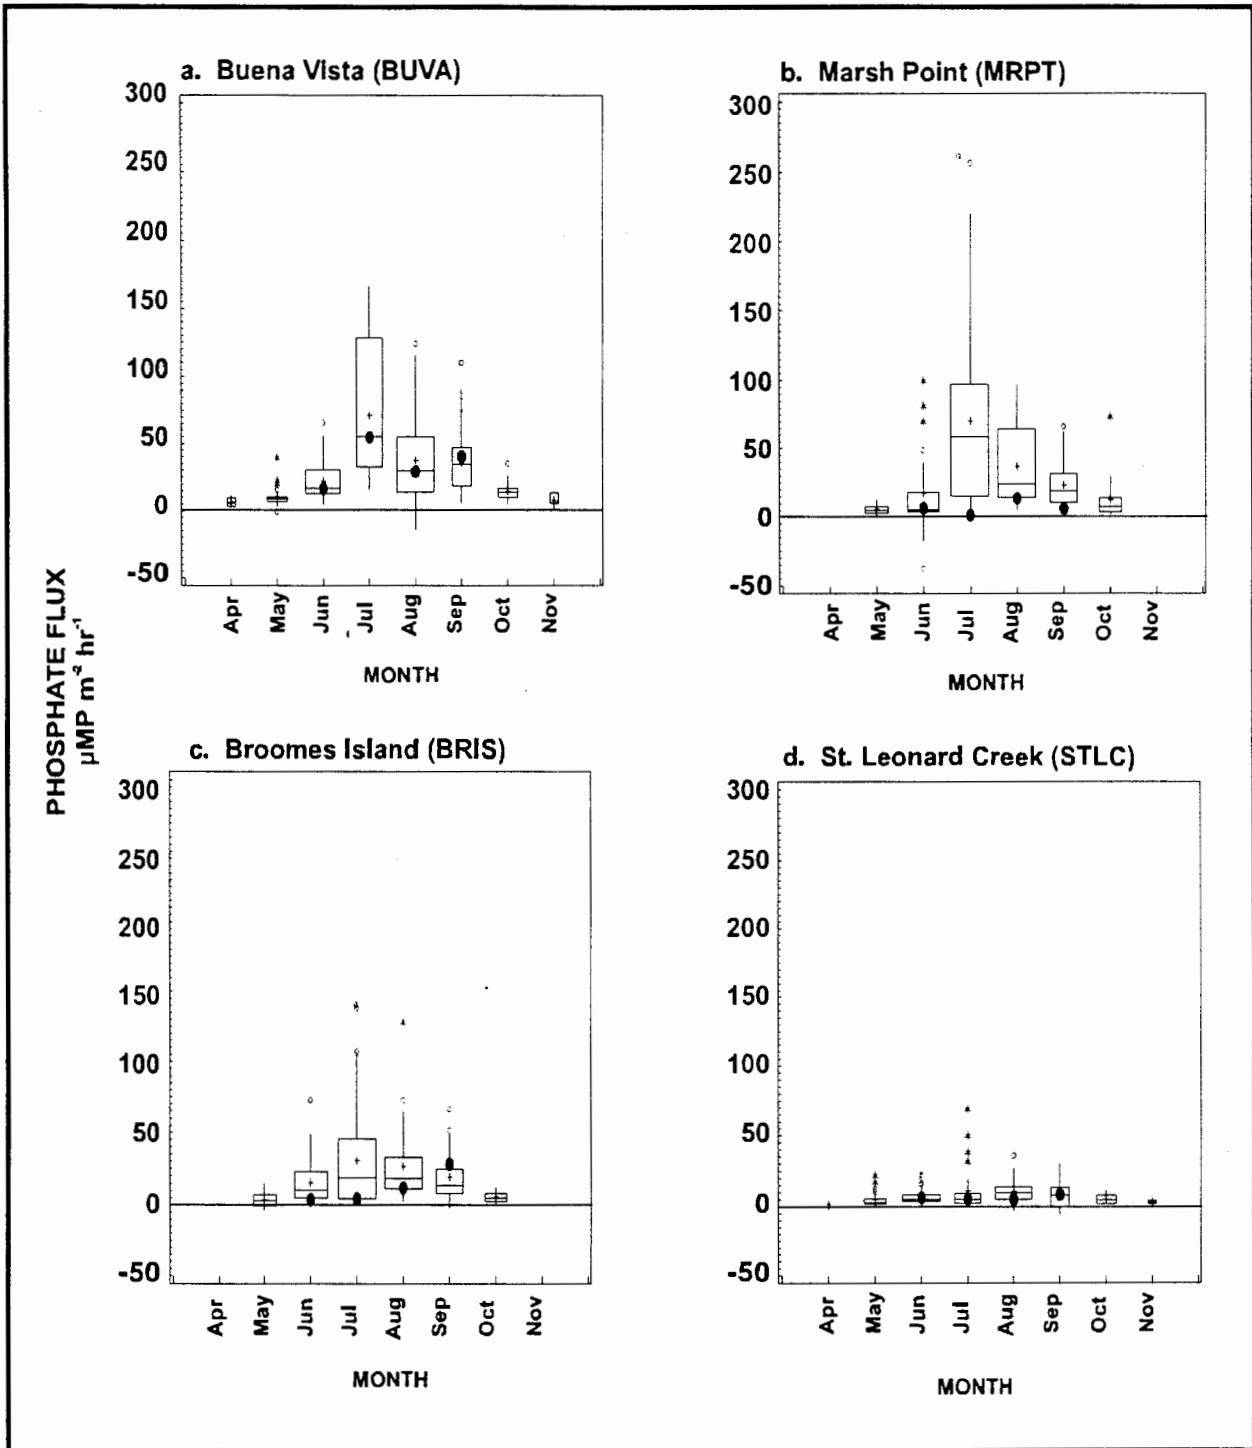 a. Buena Vista (BUVA)
300
250
200
150
100
50
0
-50
Apr
May
Jun
Jul
Aug
Sep
Oct
Nov
MONTH
b. Marsh Point (MRPT)
300
250
200
150
100
50
0
-50
Apr
May
Jun
Jul
Aug
Sep
Oct
Nov
MONTH
PHOSPHATE FLUX
µMP m⁻² hr⁻¹
c. Broomes Island (BRIS)
300
250
200
150
100
50
0
-50
Apr
May
Jun
Jul
Aug
Sep
Oct
Nov
MONTH
d. St. Leonard Creek (STLC)
300
250
200
150
100
50
0
-50
Apr
May
Jun
Jul
Aug
Sep
Oct
Nov
MONTH